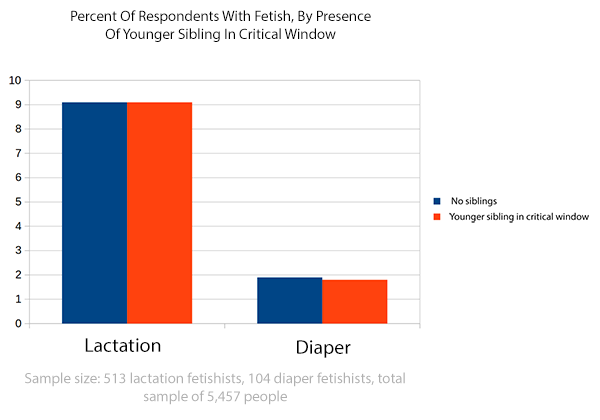 Percent Of Respondents With Fetish, By Presence
Of Younger Sibling In Critical Window
10
9
8
7
6
5
4
3
2
1
0
No siblings
Younger sibling in critical window
Lactation
Diaper
Sample size: 513 lactation fetishists, 104 diaper fetishists, total
sample of 5,457 people